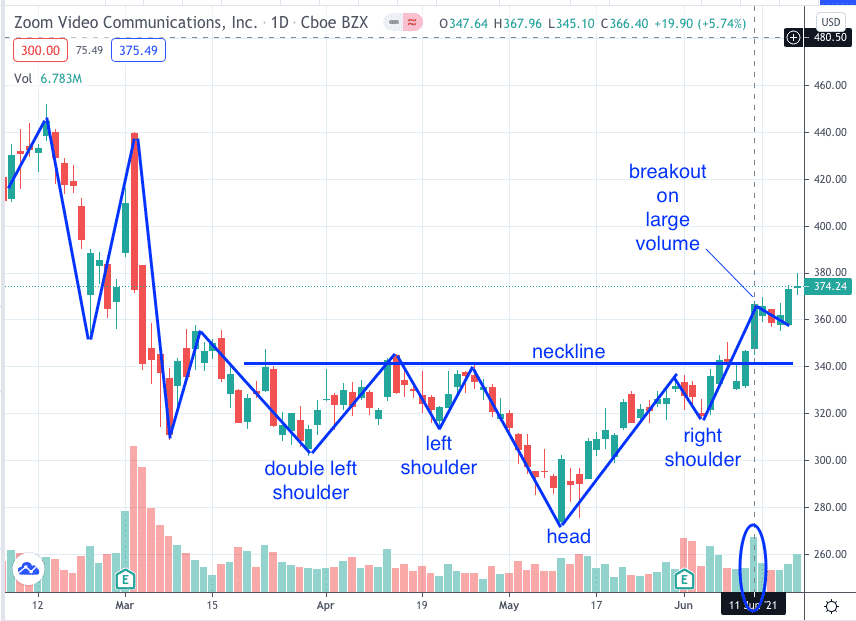 Zoom Video Communications, Inc. · 1D · Cboe BZX O347.64 H367.96 L345.10 C366.40 +19.90 (+5.74%)
USD
300.00 75.49 375.49
480.50
Vol 6.783M
460.00
440.00
420.00
400.00
380.00
374.24
360.00
340.00
320.00
300.00
280.00
260.00
breakout
on
large
volume
neckline
double left
shoulder
left
shoulder
head
right
shoulder
E
E
12 Mar 15 Apr 19 May 17 Jun 11 Jun '21